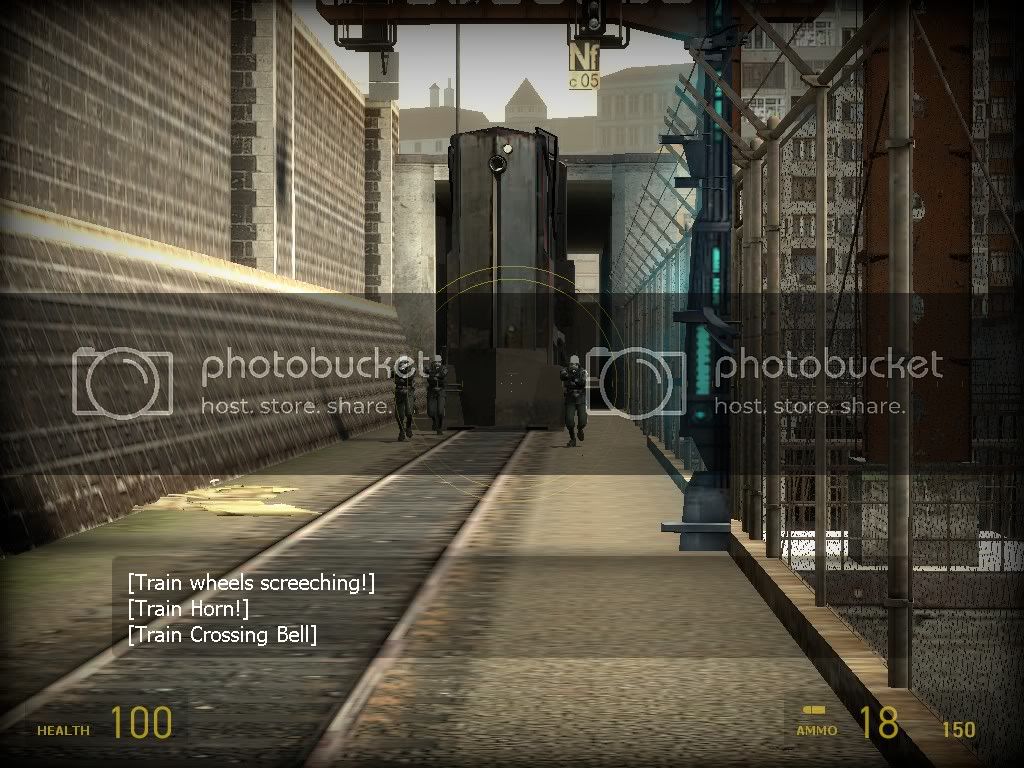 Nf
c 05
photobucket photobucket
host. store. share. host. store. share.
[Train wheels screeching!]
[Train Horn!]
[Train Crossing Bell]
HEALTH 100 AMMO 18 150